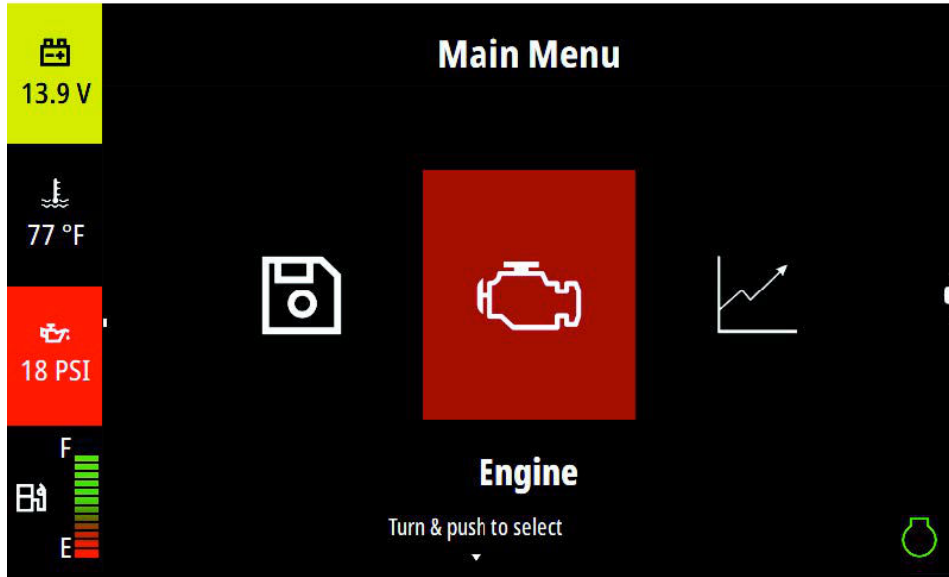 Main Menu
13.9 V
77 °F
18 PSI
F
E
Engine
Turn & push to select